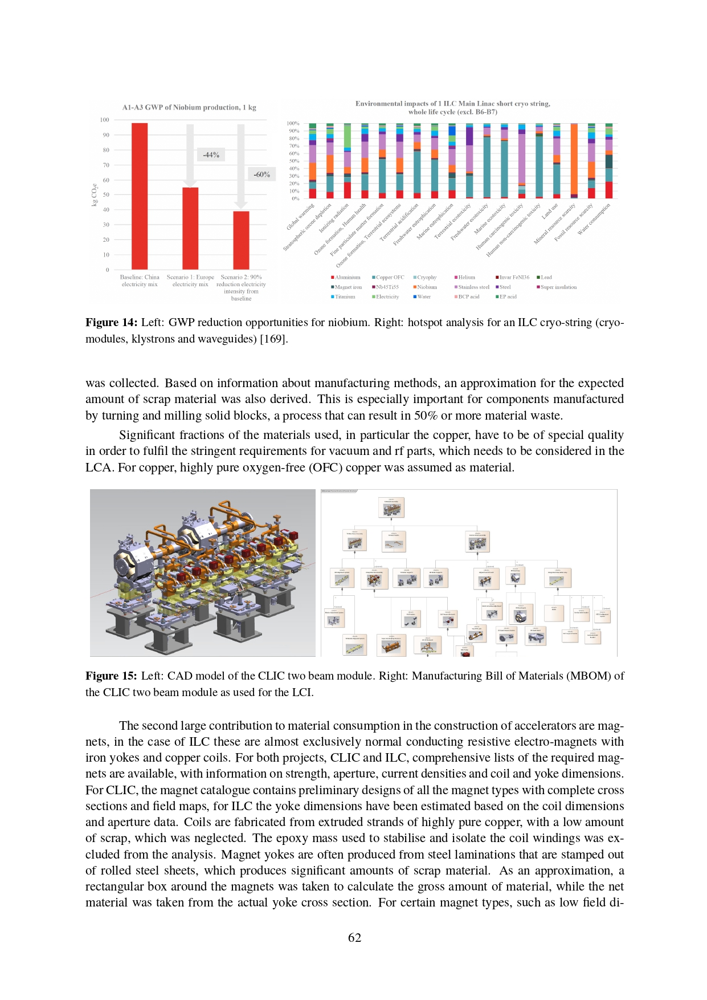 A1-A3 GWP of Niobium production, 1 kg
100
90
80
70
60
50
40
30
20
10
0
kg CO₂e
-44%
-60%
Baseline: China
electricity mix
Scenario 1: Europe
electricity mix
Scenario 2: 90%
reduction electricity
intensity from
baseline
Environmental impacts of 1 ILC Main Linac short cryo string,
whole life cycle (excl. B6-B7)
100%
90%
80%
70%
60%
50%
40%
30%
20%
10%
0%
Global warming
Stratospheric ozone depletion
Ionizing radiation
Ozone formation, Human health
Fine particulate matter formation
Ozone formation, Terrestrial ecosystems
Terrestrial acidification
Freshwater eutrophication
Marine eutrophication
Terrestrial ecotoxicity
Freshwater ecotoxicity
Marine ecotoxicity
Human carcinogenic toxicity
Human non-carcinogenic toxicity
Land use
Mineral resource scarcity
Fossil resource scarcity
Water consumption
Aluminium Copper OFC Cryophy Helium Invar FeNI36 Lead
Magnet iron Nb45Ti55 Niobium Stainless steel Steel Super insulation
Titanium Electricity Water BCP acid EP acid
Figure 14: Left: GWP reduction opportunities for niobium. Right: hotspot analysis for an ILC cryo-string (cryo-
modules, klystrons and waveguides) [169].
was collected. Based on information about manufacturing methods, an approximation for the expected
amount of scrap material was also derived. This is especially important for components manufactured
by turning and milling solid blocks, a process that can result in 50% or more material waste.
Significant fractions of the materials used, in particular the copper, have to be of special quality
in order to fulfil the stringent requirements for vacuum and rf parts, which needs to be considered in the
LCA. For copper, highly pure oxygen-free (OFC) copper was assumed as material.
Figure 15: Left: CAD model of the CLIC two beam module. Right: Manufacturing Bill of Materials (MBOM) of
the CLIC two beam module as used for the LCI.
The second large contribution to material consumption in the construction of accelerators are mag-
nets, in the case of ILC these are almost exclusively normal conducting resistive electro-magnets with
iron yokes and copper coils. For both projects, CLIC and ILC, comprehensive lists of the required mag-
nets are available, with information on strength, aperture, current densities and coil and yoke dimensions.
For CLIC, the magnet catalogue contains preliminary designs of all the magnet types with complete cross
sections and field maps, for ILC the yoke dimensions have been estimated based on the coil dimensions
and aperture data. Coils are fabricated from extruded strands of highly pure copper, with a low amount
of scrap, which was neglected. The epoxy mass used to stabilise and isolate the coil windings was ex-
cluded from the analysis. Magnet yokes are often produced from steel laminations that are stamped out
of rolled steel sheets, which produces significant amounts of scrap material. As an approximation, a
rectangular box around the magnets was taken to calculate the gross amount of material, while the net
material was taken from the actual yoke cross section. For certain magnet types, such as low field di-
62